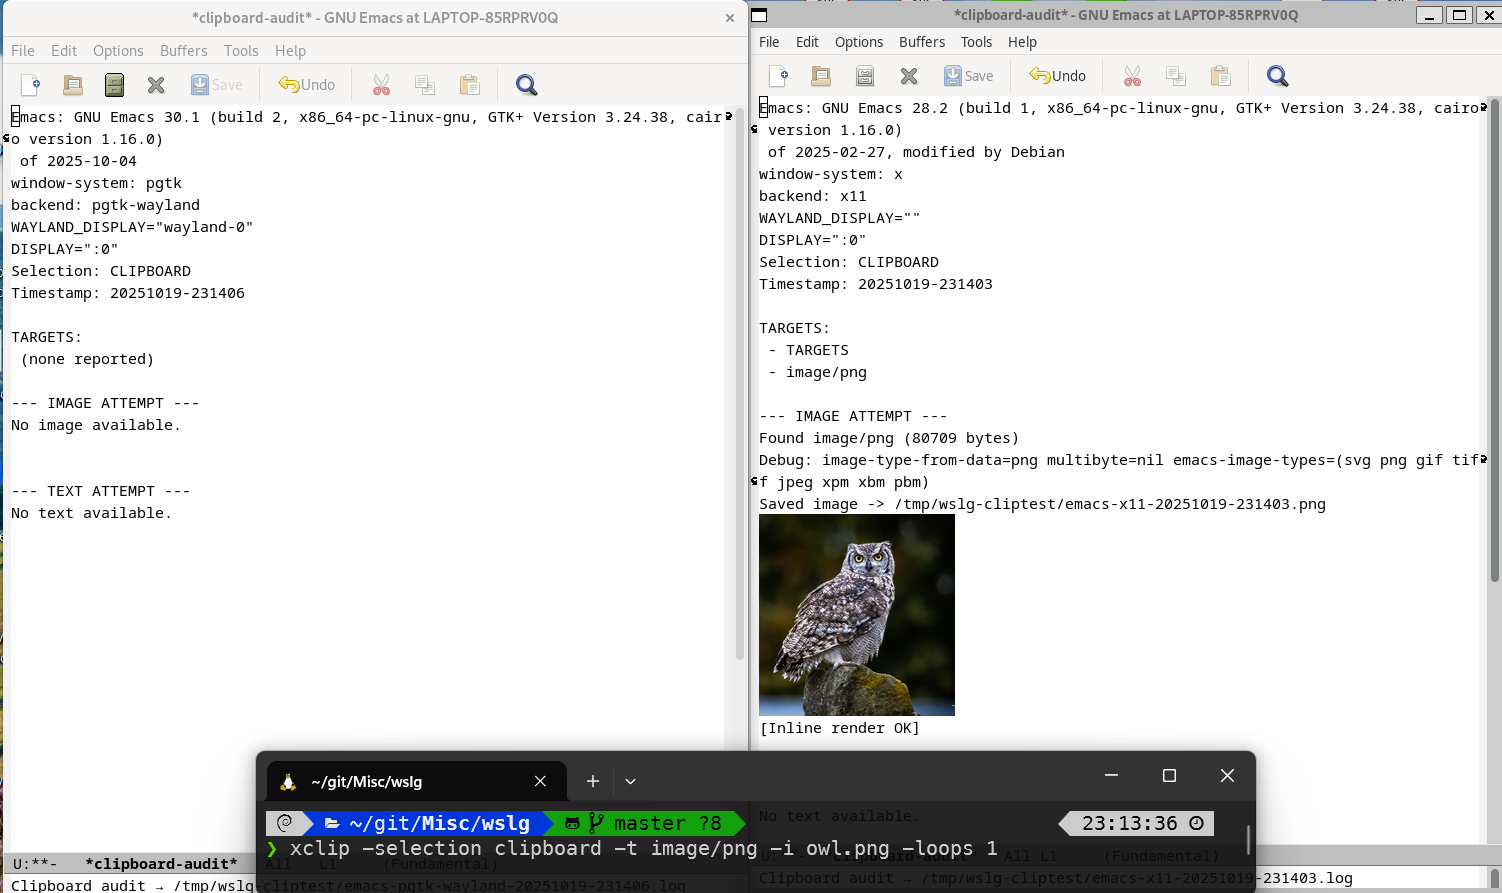 *clipboard-audit* - GNU Emacs at LAPTOP-85RPRV0Q
File Edit Options Buffers Tools Help
Save Undo
Emacs: GNU Emacs 30.1 (build 2, x86_64-pc-linux-gnu, GTK+ Version 3.24.38, cair
o version 1.16.0)
of 2025-10-04
window-system: pgtk
backend: pgtk-wayland
WAYLAND_DISPLAY="wayland-0"
DISPLAY=":0"
Selection: CLIPBOARD
Timestamp: 20251019-231406
TARGETS:
(none reported)
--- IMAGE ATTEMPT ---
No image available.
--- TEXT ATTEMPT ---
No text available.
U:**- *clipboard-audit* All L1 (Fundamental)
Clipboard audit → /tmp/wslg-cliptest/emacs-pgtk-wayland-20251019-231406.log
*clipboard-audit* - GNU Emacs at LAPTOP-85RPRV0Q
File Edit Options Buffers Tools Help
Save Undo
Emacs: GNU Emacs 28.2 (build 1, x86_64-pc-linux-gnu, GTK+ Version 3.24.38, cairo
version 1.16.0)
of 2025-02-27, modified by Debian
window-system: x
backend: x11
WAYLAND_DISPLAY=""
DISPLAY=":0"
Selection: CLIPBOARD
Timestamp: 20251019-231403
TARGETS:
- TARGETS
- image/png
--- IMAGE ATTEMPT ---
Found image/png (80709 bytes)
Debug: image-type-from-data=png multibyte=nil emacs-image-types=(svg png gif tif
f jpeg xpm xbm pbm)
Saved image -> /tmp/wslg-cliptest/emacs-x11-20251019-231403.png
[Inline render OK]
No text available.
U:**- *clipboard-audit* All L1 (Fundamental)
Clipboard audit → /tmp/wslg-cliptest/emacs-x11-20251019-231403.log
~/git/Misc/wslg
~/git/Misc/wslg master ?8 23:13:36
❯ xclip -selection clipboard -t image/png -i owl.png -loops 1